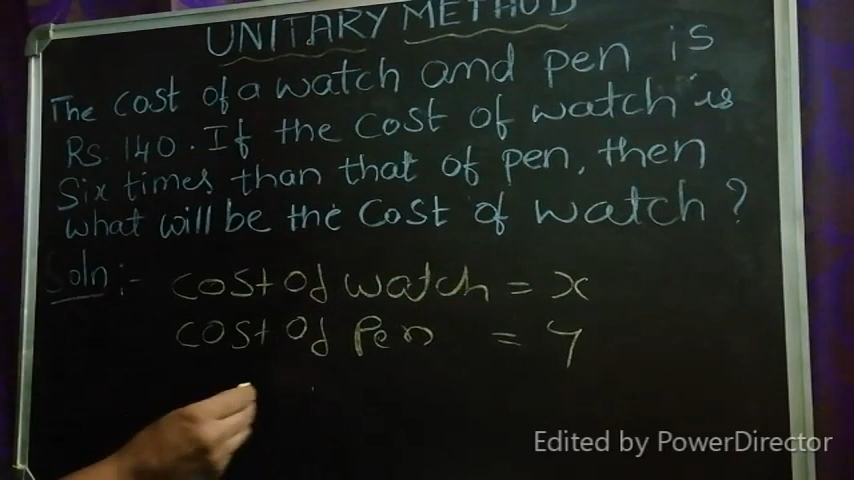 UNITARY METHOD
The cost of a watch and pen is
Rs. 140. If the cost of watch is
Six times than that of pen, then
what will be the cost of watch?
Soln :- cost of watch = x
cost of Pen = y
Edited by PowerDirector